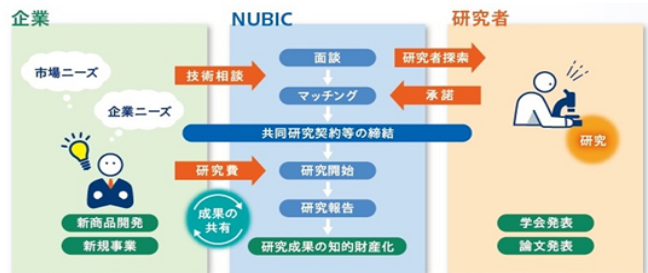 企業
NUBIC
研究者
市場ニーズ
企業ニーズ
技術相談
面談
研究者探索
マッチング
承諾
共同研究契約等の締結
研究費
研究開始
研究
成果の
共有
研究報告
新商品開発
新規事業
研究成果の知的財産化
学会発表
論文発表